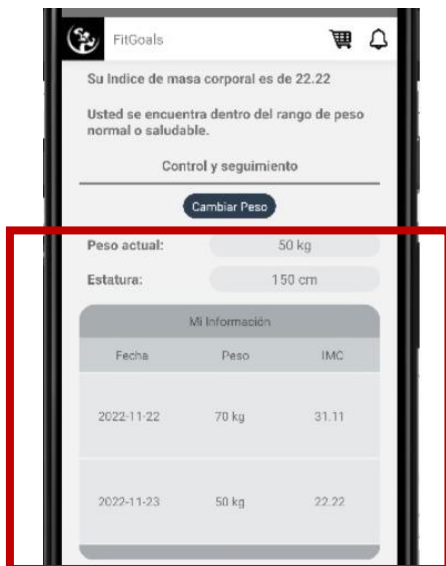 FitGoals
Su Indice de masa corporal es de 22.22
Usted se encuentra dentro del rango de peso
normal o saludable.
Control y seguimiento
Cambiar Peso
Peso actual: 50 kg
Estatura: 150 cm
Mi Información
Fecha Peso IMC
2022-11-22 70 kg 31.11
2022-11-23 50 kg 22.22